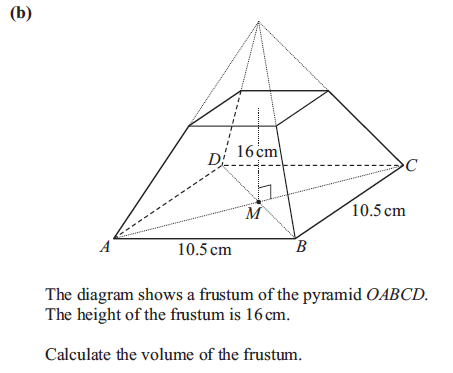 (b)
16 cm
D
C
M
10.5 cm
A
10.5 cm
B
The diagram shows a frustum of the pyramid OABCD.
The height of the frustum is 16 cm.
Calculate the volume of the frustum.